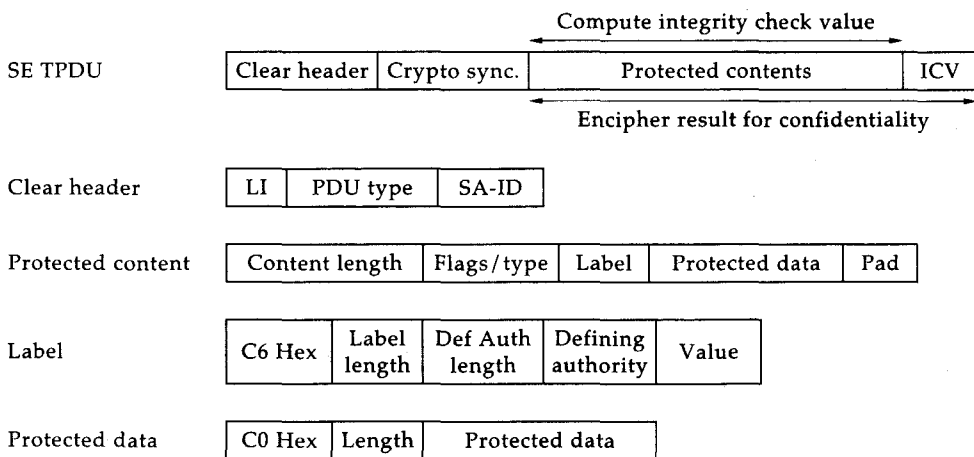 Compute integrity check value
SE TPDU Clear header Crypto sync. Protected contents ICV
Encipher result for confidentiality
Clear header LI PDU type SA-ID
Protected content Content length Flags/type Label Protected data Pad
Label C6 Hex Label length Def Auth length Defining authority Value
Protected data C0 Hex Length Protected data